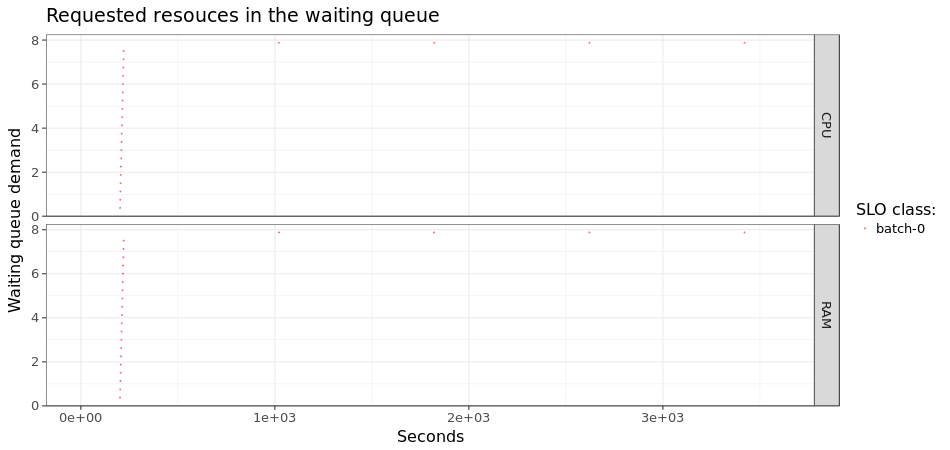 Requested resouces in the waiting queue
Waiting queue demand
8
6
4
2
0
CPU
8
6
4
2
0
RAM
0e+00 1e+03 2e+03 3e+03
Seconds
SLO class:
batch-0